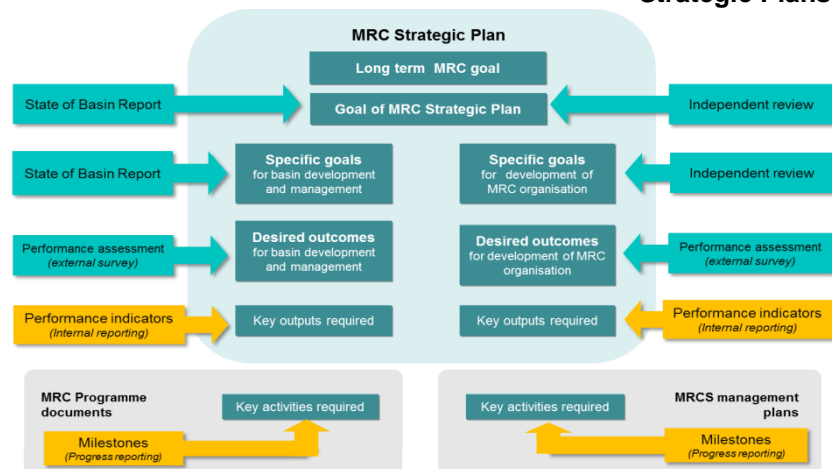 Strategic Plans
MRC Strategic Plan
Long term MRC goal
State of Basin Report
Goal of MRC Strategic Plan
Independent review
State of Basin Report
Specific goals
for basin development
and management
Specific goals
for development of
MRC organisation
Independent review
Performance assessment
(external survey)
Desired outcomes
for basin development
and management
Desired outcomes
for development of MRC
organisation
Performance assessment
(external survey)
Performance indicators
(Internal reporting)
Key outputs required
Key outputs required
Performance indicators
(Internal reporting)
MRC Programme
documents
Key activities required
Milestones
(Progress reporting)
Key activities required
MRCS management
plans
Milestones
(Progress reporting)